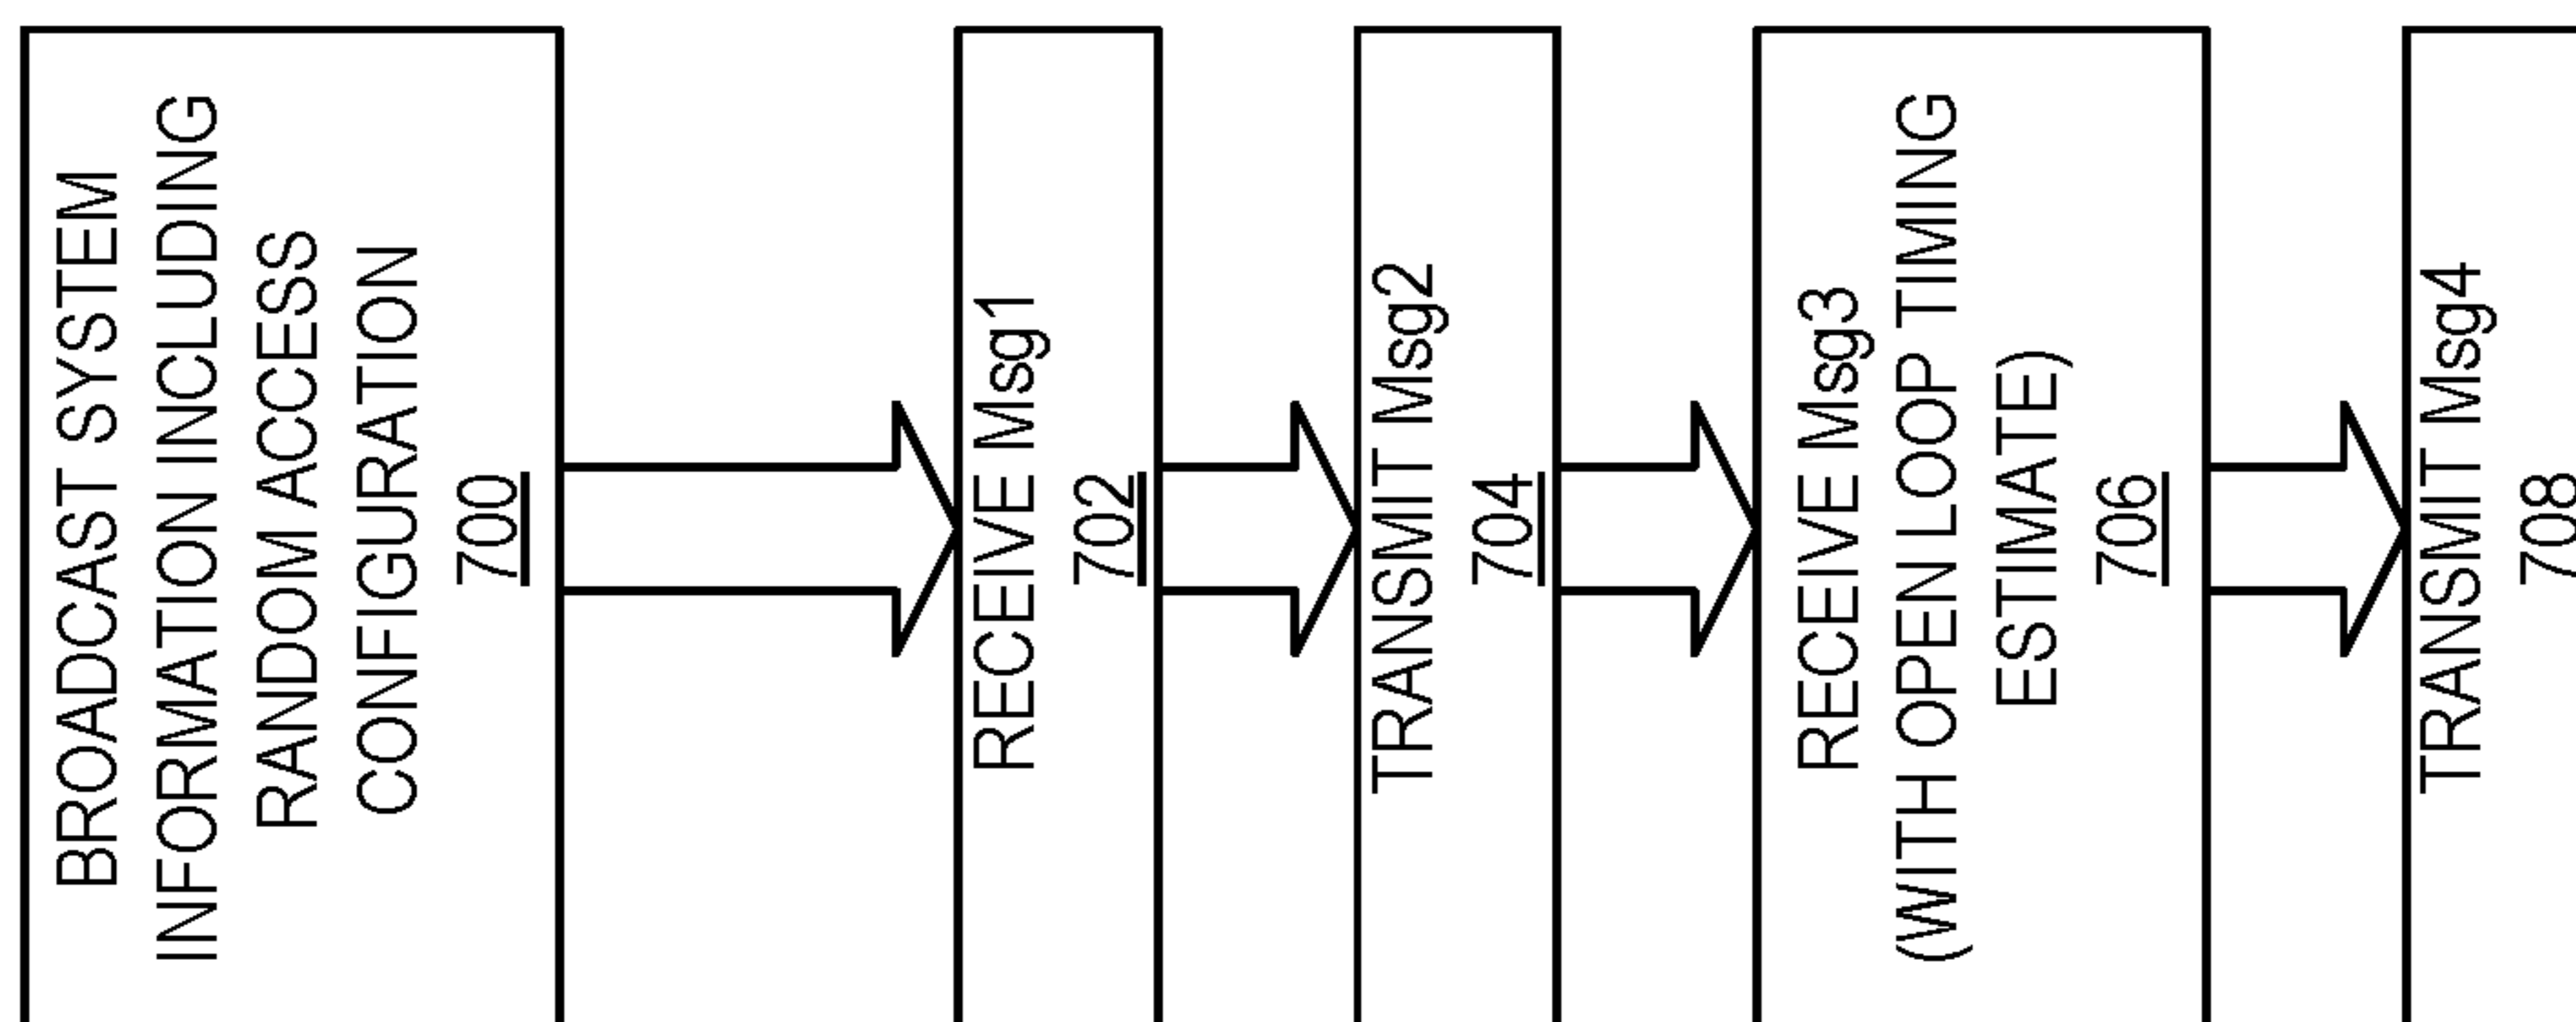 BROADCAST SYSTEM
INFORMATION INCLUDING
RANDOM ACCESS
CONFIGURATION
700
RECEIVE Msg1
702
TRANSMIT Msg2
704
RECEIVE Msg3
(WITH OPEN LOOP TIMING
ESTIMATE)
706
TRANSMIT Msg4
708